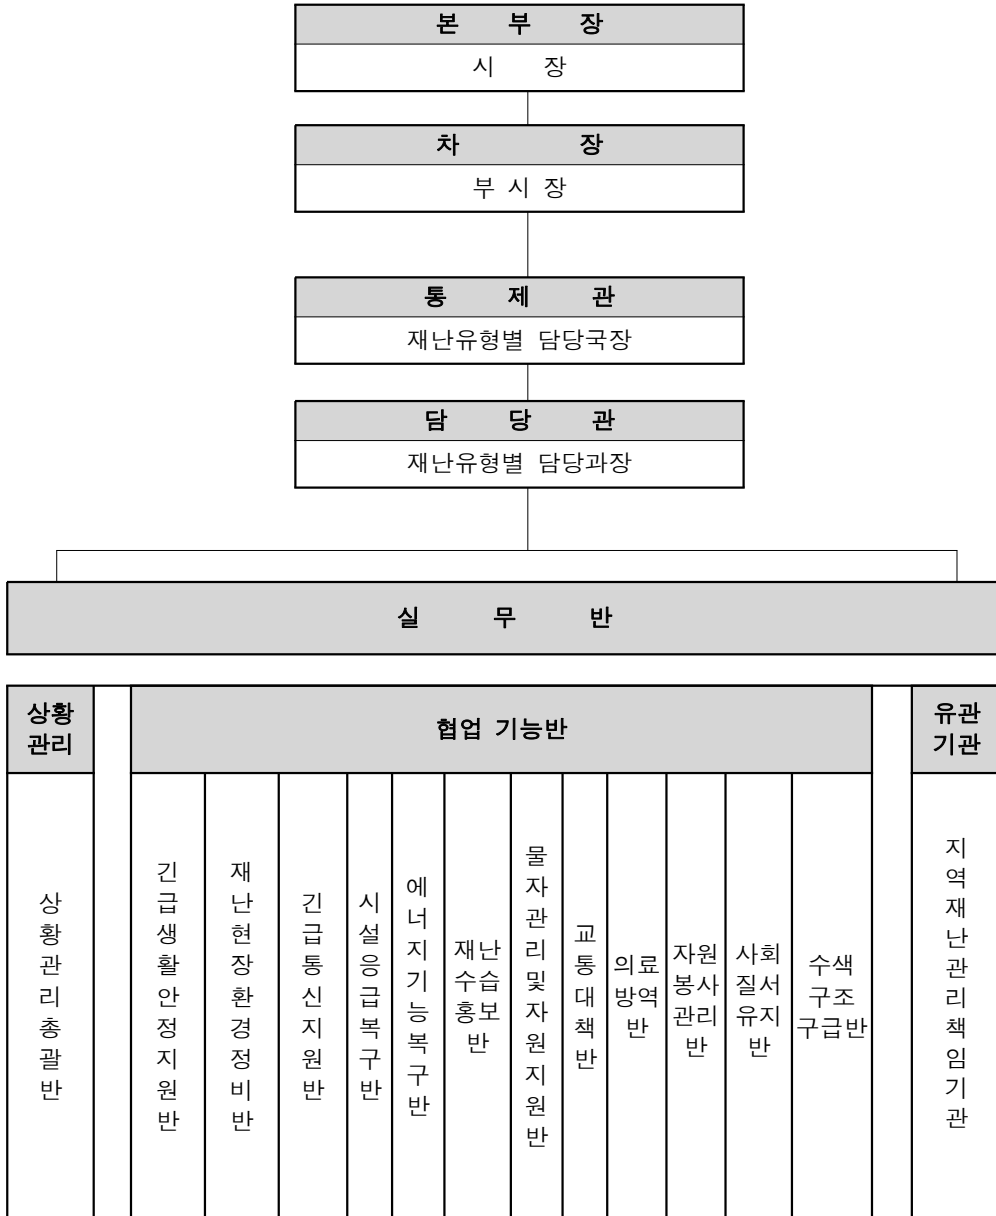 본 부 장
시 장
차 장
부 시 장
통 제 관
재난유형별 담당국장
담 당 관
재난유형별 담당과장
실 무 반
상황
관리
협업 기능반
유관
기관
상황관리총괄반
긴급생활안정지원반
재난현장환경정비반
긴급통신지원반
시설응급복구반
에너지기능복구반
재난
수습
홍보
반
물자관리및자원지원반
교통대책반
의료
방역
반
자원
봉사
관리
반
사회
질서
유지
반
수색
구조
구급반
지역재난관리책임기관